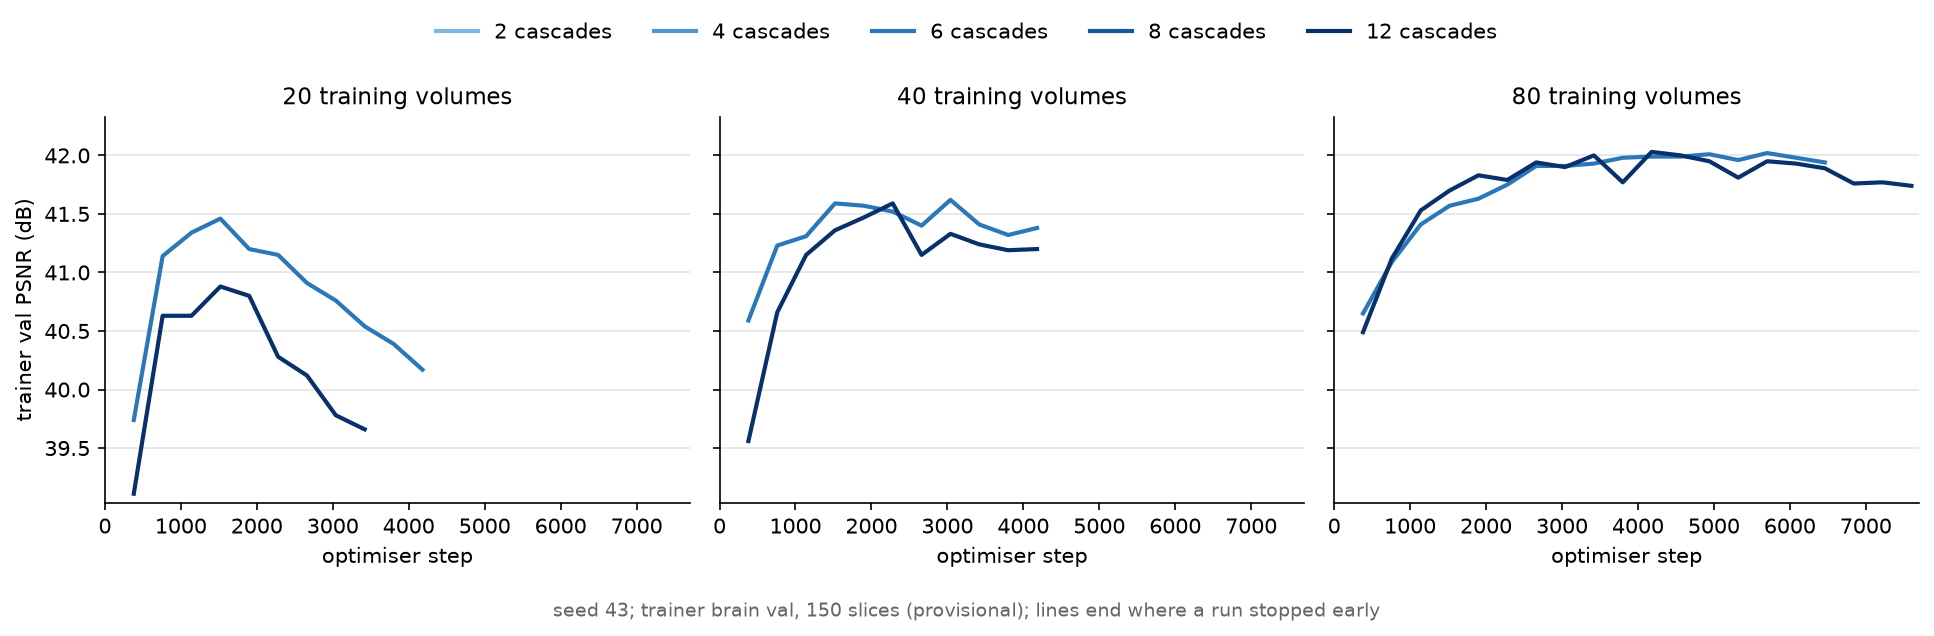 2 cascades 4 cascades 6 cascades 8 cascades 12 cascades
20 training volumes 40 training volumes 80 training volumes
trainer val PSNR (dB)
42.0
41.5
41.0
40.5
40.0
39.5
0 1000 2000 3000 4000 5000 6000 7000 0 1000 2000 3000 4000 5000 6000 7000 0 1000 2000 3000 4000 5000 6000 7000
optimiser step optimiser step optimiser step
seed 43; trainer brain val, 150 slices (provisional); lines end where a run stopped early